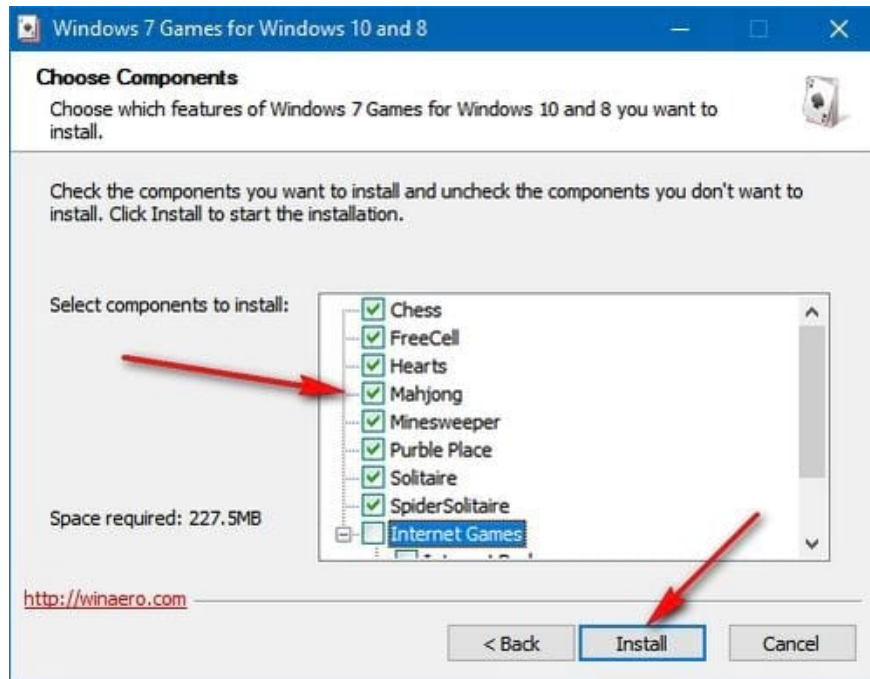 Windows 7 Games for Windows 10 and 8
Choose Components
Choose which features of Windows 7 Games for Windows 10 and 8 you want to
install.
Check the components you want to install and uncheck the components you don't want to
install. Click Install to start the installation.
Select components to install:
Chess
FreeCell
Hearts
Mahjong
Minesweeper
Purble Place
Solitaire
SpiderSolitaire
Internet Games
Space required: 227.5MB
http://winaero.com
< Back
Install
Cancel